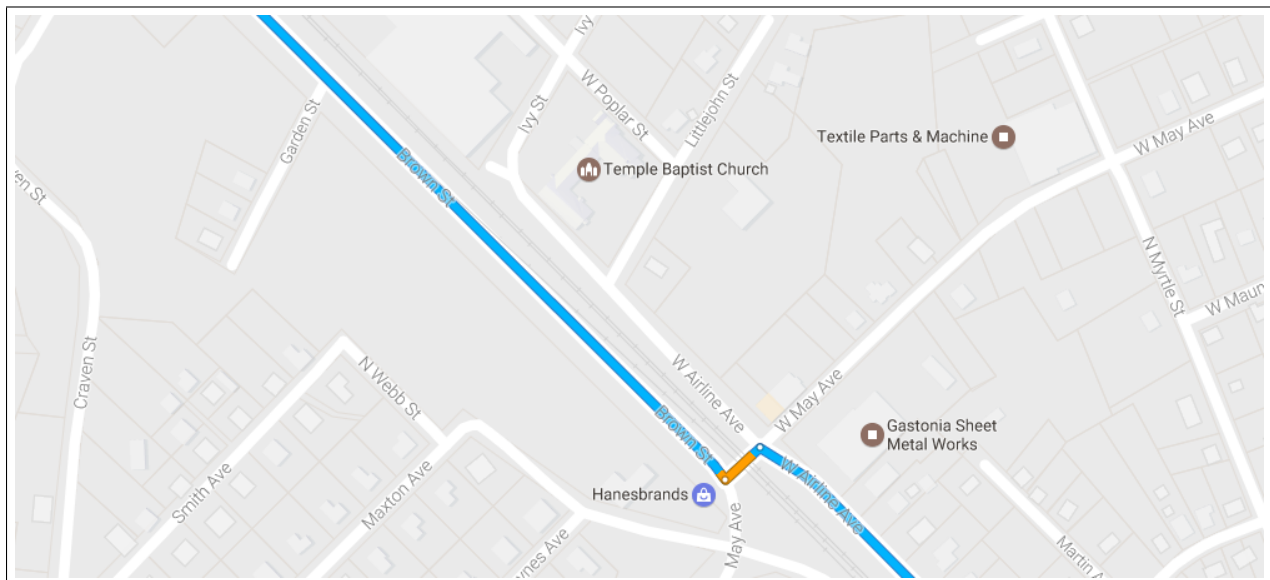 Ivy St
W Poplar St
Littlejohn St
Ivy St
Garden St
Textile Parts & Machine
W May Ave
Temple Baptist Church
Brown St
N Myrtle St
Craven St
N Webb St
W Airline Ave
W May Ave
Brown St
Gastonia Sheet
Metal Works
Smith Ave
Maxton Ave
Hanesbrands
W Airline Ave
May Ave